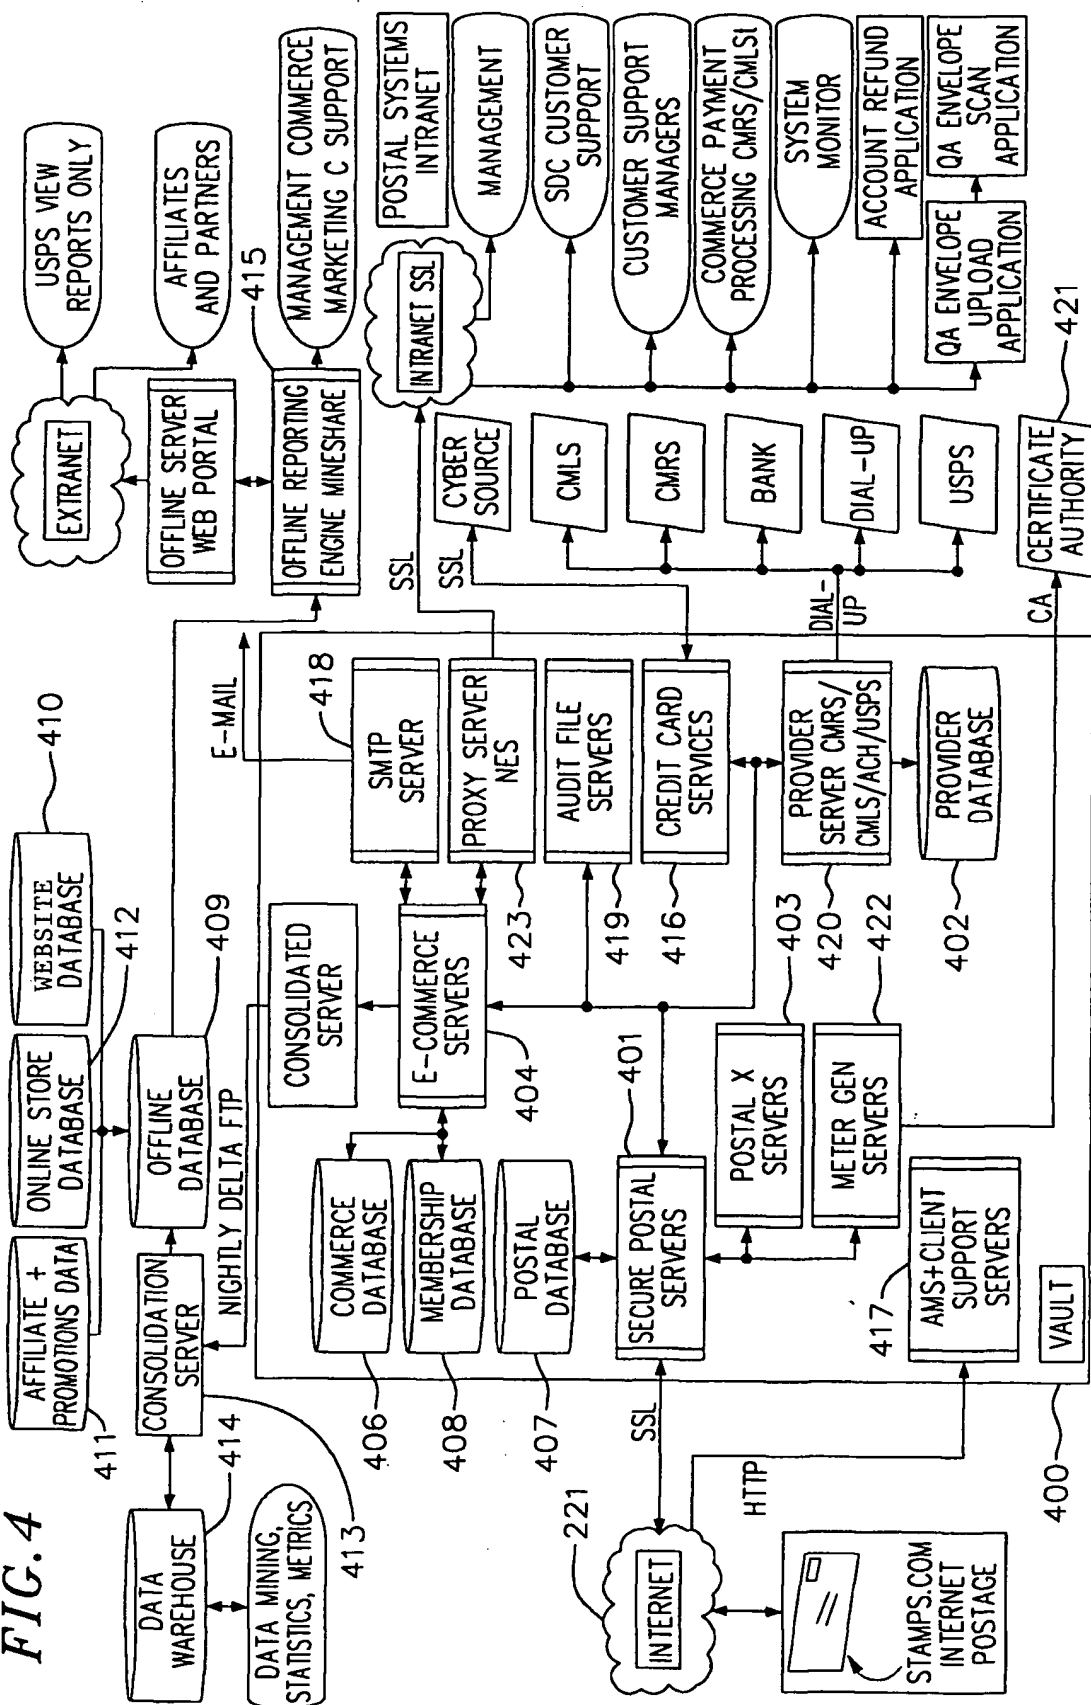 FIG.4
AFFILIATE +
PROMOTIONS DATA
411
ONLINE STORE
DATABASE
412
WEBSITE
DATABASE
410
DATA
WAREHOUSE
414
CONSOLIDATION
SERVER
413
OFFLINE
DATABASE
409
DATA MINING,
STATISTICS, METRICS
NIGHTLY DELTA FTP
E-MAIL
EXTRANET
USPS VIEW
REPORTS ONLY
OFFLINE SERVER
WEB PORTAL
AFFILIATES
AND PARTNERS
415
OFFLINE REPORTING
ENGINE MINESHARE
MANAGEMENT COMMERCE
MARKETING C SUPPORT
CONSOLIDATED
SERVER
COMMERCE
DATABASE
406
MEMBERSHIP
DATABASE
408
POSTAL
DATABASE
407
E-COMMERCE
SERVERS
404
SMTP
SERVER
418
PROXY SERVER
NES
423
AUDIT FILE
SERVERS
419
CREDIT CARD
SERVICES
416
SSL
SSL
INTRANET SSL
POSTAL SYSTEMS
INTRANET
MANAGEMENT
SDC CUSTOMER
SUPPORT
CUSTOMER SUPPORT
MANAGERS
COMMERCE PAYMENT
PROCESSING CMRS/CMLSI
SYSTEM
MONITOR
ACCOUNT REFUND
APPLICATION
QA ENVELOPE
UPLOAD
APPLICATION
QA ENVELOPE
SCAN
APPLICATION
CYBER
SOURCE
CMLS
CMRS
BANK
DIAL-UP
USPS
CERTIFICATE
AUTHORITY
421
CA
DIAL-
UP
221
INTERNET
SSL
HTTP
SECURE POSTAL
SERVERS
401
POSTAL X
SERVERS
403
METER GEN
SERVERS
422
PROVIDER
SERVER CMRS/
CMLS/ACH/USPS
420
PROVIDER
DATABASE
402
417
AMS+CLIENT
SUPPORT
SERVERS
VAULT
400
STAMPS.COM
INTERNET
POSTAGE